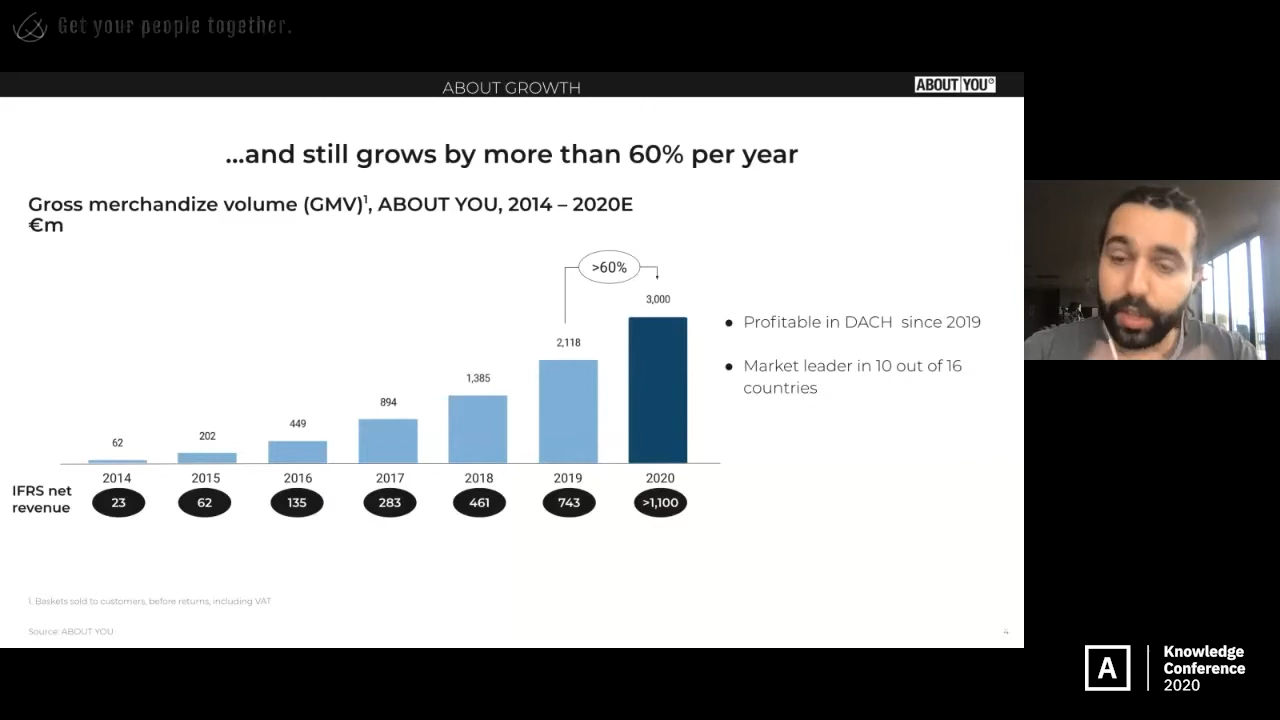 Get your people together.
ABOUT GROWTH
ABOUT YOU°
...and still grows by more than 60% per year
Gross merchandize volume (GMV)¹, ABOUT YOU, 2014 – 2020E
€m
>60%
3,000
2,118
1,385
894
449
202
62
Profitable in DACH since 2019
Market leader in 10 out of 16
countries
2014 2015 2016 2017 2018 2019 2020
IFRS net
revenue
23 62 135 283 461 743 >1,100
1. Baskets sold to customers, before returns, including VAT
Source: ABOUT YOU
4
A
Knowledge
Conference
2020